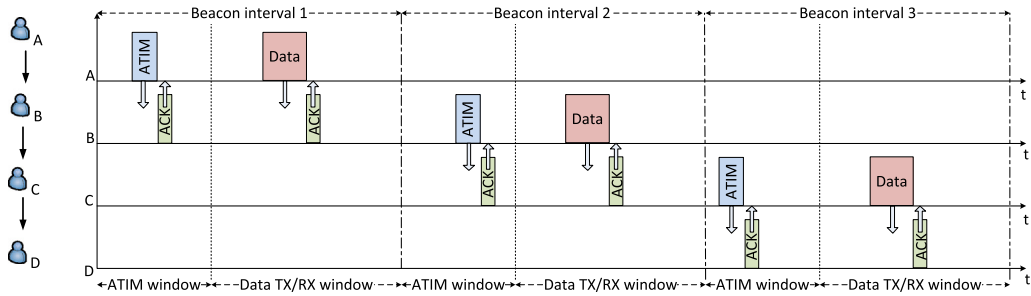 Beacon interval 1 Beacon interval 2 Beacon interval 3
A
ATIM
Data
A
t
B
ACK
ACK
ATIM
Data
B
t
C
ACK
ACK
ATIM
Data
C
t
D
ACK
ACK
D
t
ATIM window Data TX/RX window ATIM window Data TX/RX window ATIM window Data TX/RX window